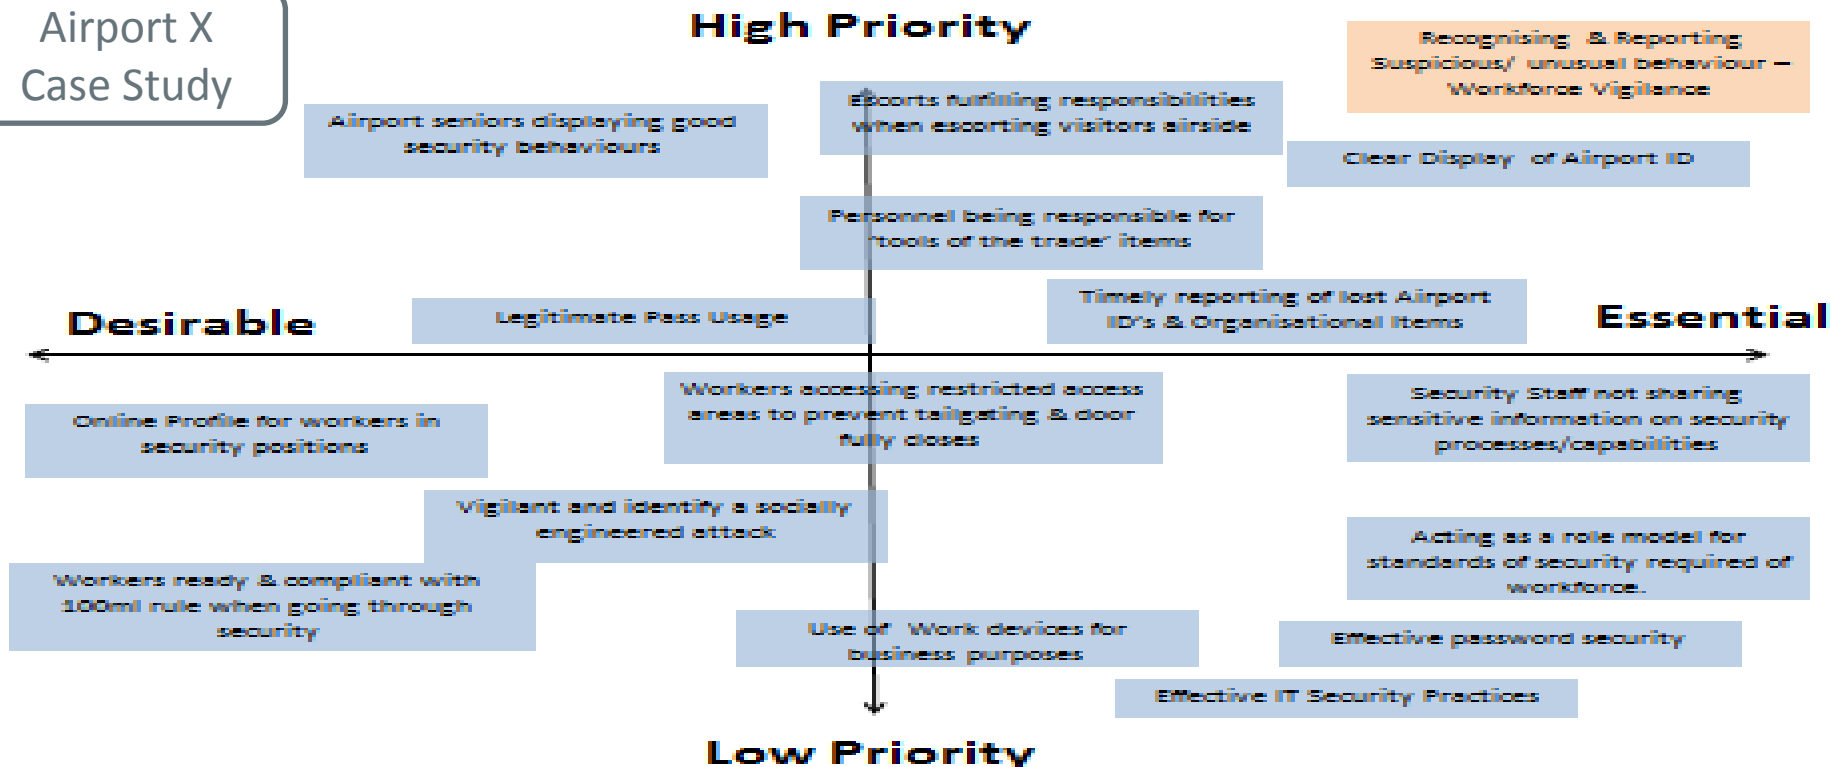 Airport X
Case Study
High Priority
Recognising & Reporting
Suspicious/ unusual behaviour –
Workforce Vigilance
Airport seniors displaying good
security behaviours
Escorts fulfilling responsibilities
when escorting visitors airside
Clear Display of Airport ID
Personnel being responsible for
'tools of the trade' items
Legitimate Pass Usage
Timely reporting of lost Airport
ID's & Organisational Items
Desirable
Essential
Online Profile for workers in
security positions
Workers accessing restricted access
areas to prevent tailgating & door
fully closes
Security Staff not sharing
sensitive information on security
processes/capabilities
Vigilant and identify a socially
engineered attack
Acting as a role model for
standards of security required of
workforce.
Workers ready & compliant with
100ml rule when going through
security
Use of Work devices for
business purposes
Effective password security
Effective IT Security Practices
Low Priority